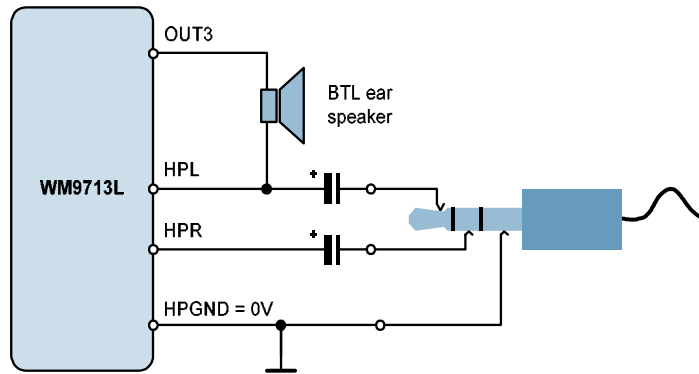 OUT3
BTL ear
speaker
HPL
+
WM9713L
HPR
+
HPGND = 0V